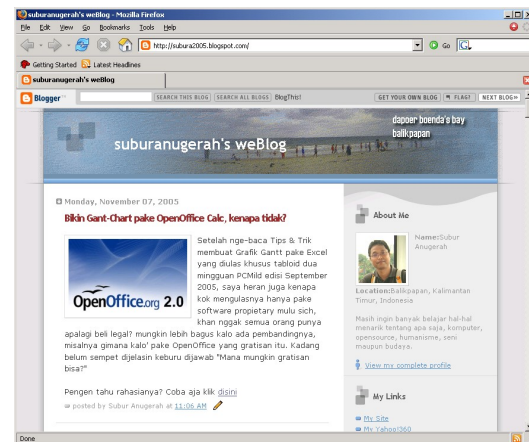 suburanugerah's weBlog - Mozilla Firefox
File Edit View Go Bookmarks Tools Help
http://subura2005.blogspot.com/
Go
Getting Started Latest Headlines
suburanugerah's weBlog
Blogger SEARCH THIS BLOG SEARCH ALL BLOGS BlogThis! GET YOUR OWN BLOG FLAG? NEXT BLOG»
dapoer boenda's bay
balikpapan
suburanugerah's weBlog
Monday, November 07, 2005
Bikin Gant-Chart pake OpenOffice Calc, kenapa tidak?
OpenOffice.org 2.0
Setelah nge-baca Tips & Trik
membuat Grafik Gantt pake Excel
yang diulas khusus tabloid dua
mingguan PCMild edisi September
2005, saya heran juga kenapa
kok mengulasnya hanya pake
software propietary mulu sich,
khan nggak semua orang punya
apalagi beli legal? mungkin lebih bagus kalo ada pembandingnya,
misalnya gimana kalo' pake OpenOffice yang gratisan itu. Kadang
belum sempet dijelasin keburu dijawab "Mana mungkin gratisan
bisa?"
Pengen tahu rahasianya? Coba aja klik disini
posted by Subur Anugerah at 11:06 AM
About Me
Name:Subur
Anugerah
Location:Balikpapan, Kalimantan
Timur, Indonesia
Masih ingin banyak belajar hal-hal
menarik tentang apa saja, komputer,
opensource, humanisme, seni
maupun budaya.
View my complete profile
My Links
My Site
My Yahoo!360
Done